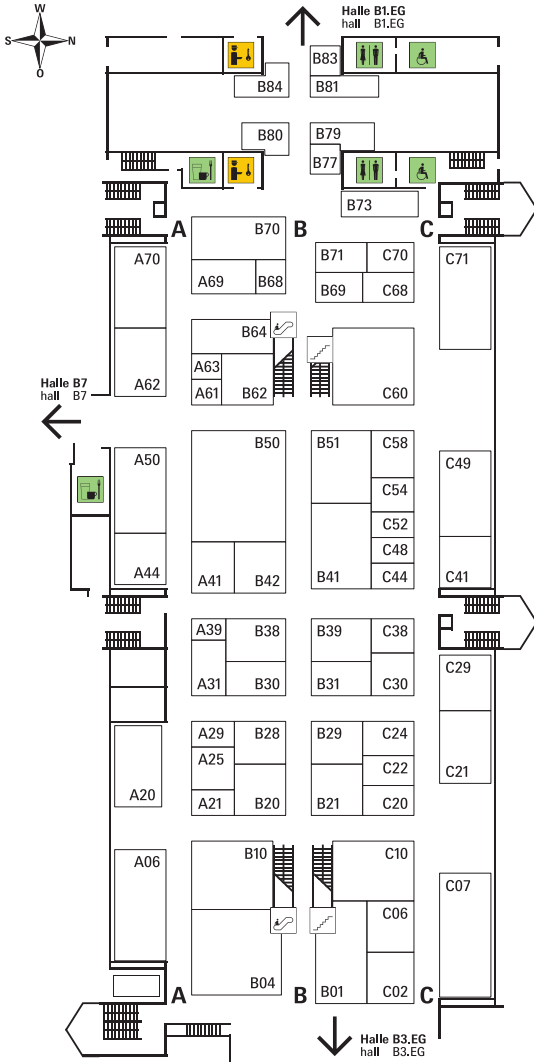 W
S N
O
Halle B1.EG
hall B1.EG
B83
B84 B81
B80 B79
B77
B73
A B C
B70
A70 B71 C70 C71
A69 B68 B69 C68
B64
A63
A62 A61 B62 C60
Halle B7
hall B7
A50 B50 B51 C58 C49
C54
C52
C48
A44 A41 B42 B41 C44 C41
A39 B38 B39 C38
C29
A31 B30 B31 C30
A29 B28 B29 C24
A25
C22
C21
A20 A21 B20 B21 C20
A06 B10 C10
C07
C06
B04 B01 C02
A B C
Halle B3.EG
hall B3.EG